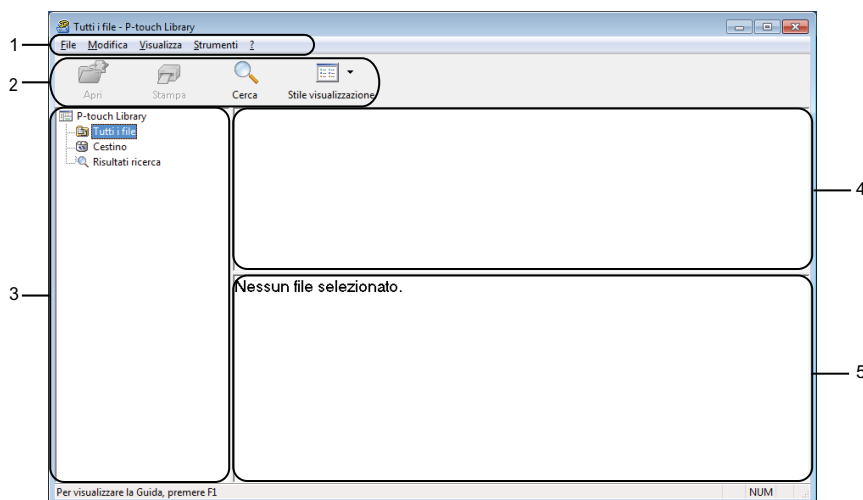 Tutti i file - P-touch Library
1
File Modifica Visualizza Strumenti ?
2
Apri Stampa Cerca Stile visualizzazione
P-touch Library
Tutti i file
Cestino
Risultati ricerca
4
3
Nessun file selezionato.
5
Per visualizzare la Guida, premere F1 NUM